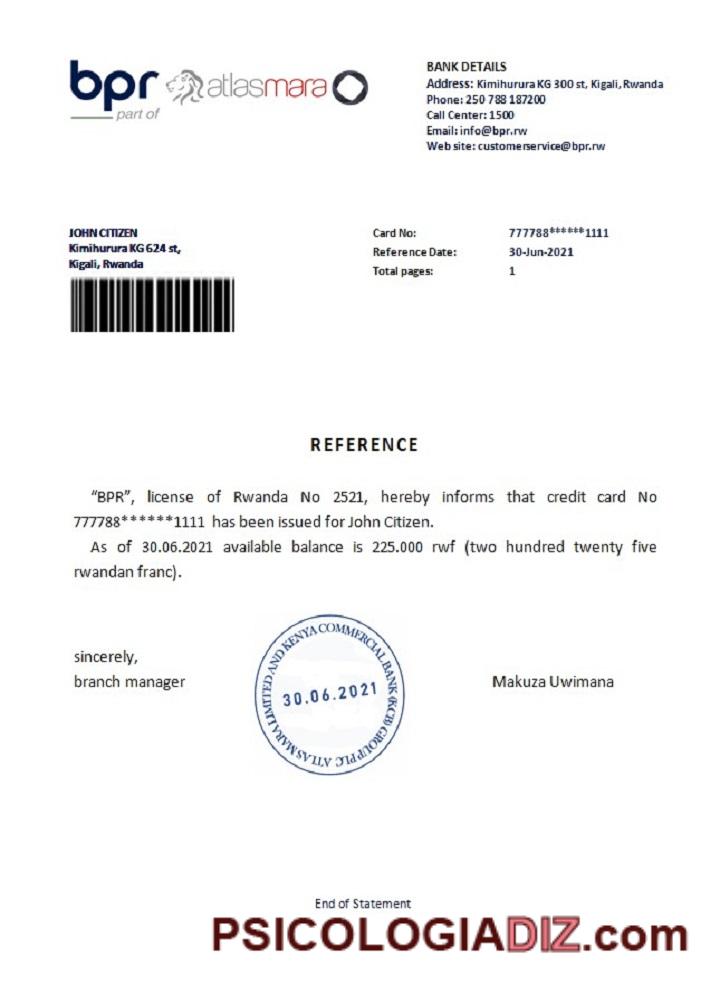 bpr atlasmara
part of
BANK DETAILS
Address: Kimihurura KG 300 st, Kigali, Rwanda
Phone: 250 788 187200
Call Center: 1500
Email: info@bpr.rw
Web site: customerservice@bpr.rw
JOHN CITIZEN
Kimihurura KG 624 st,
Kigali, Rwanda
Card No: 777788******1111
Reference Date: 30-Jun-2021
Total pages: 1
REFERENCE
“BPR”, license of Rwanda No 2521, hereby informs that credit card No
777788******1111 has been issued for John Citizen.
As of 30.06.2021 available balance is 225.000 rwf (two hundred twenty five
rwandan franc).
sincerely,
branch manager
ATLAS MARA LIMITED AND KENYA COMMERCIAL BANK (KCB) GROUP PLC
30.06.2021
Makuza Uwimana
End of Statement
PSICOLOGIADIZ.com